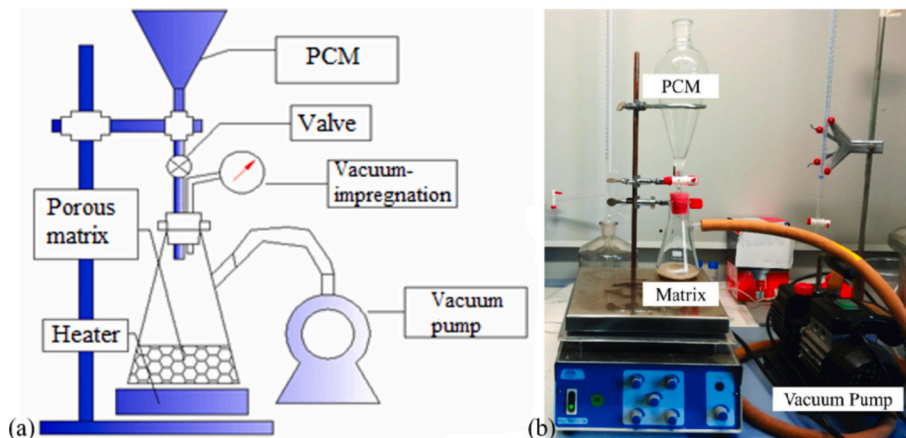 PCM
Valve
Vacuum-
impregnation
Porous
matrix
Vacuum
pump
Heater
(a)
PCM
Matrix
Vacuum Pump
(b)